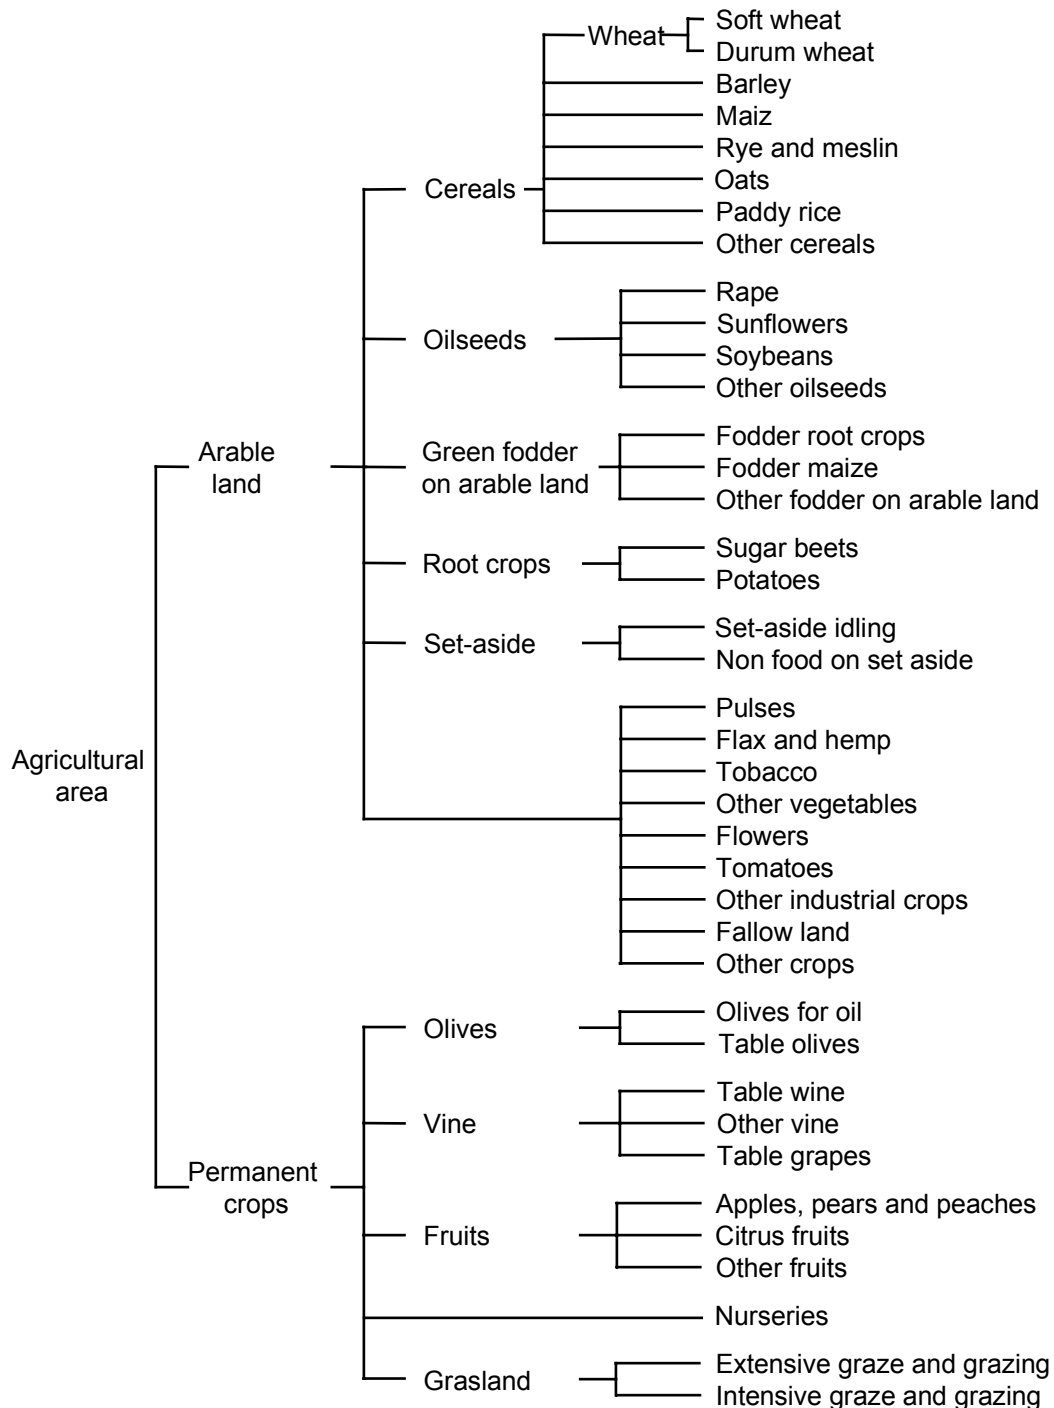 Soft wheat
Wheat
Durum wheat
Barley
Maiz
Rye and meslin
Cereals
Oats
Paddy rice
Other cereals
Rape
Sunflowers
Oilseeds
Soybeans
Other oilseeds
Fodder root crops
Arable
land
Green fodder
on arable land
Fodder maize
Other fodder on arable land
Sugar beets
Root crops
Potatoes
Set-aside idling
Set-aside
Non food on set aside
Pulses
Flax and hemp
Agricultural
area
Tobacco
Other vegetables
Flowers
Tomatoes
Other industrial crops
Fallow land
Other crops
Olives for oil
Olives
Table olives
Table wine
Vine
Other vine
Table grapes
Permanent
crops
Apples, pears and peaches
Fruits
Citrus fruits
Other fruits
Nurseries
Extensive graze and grazing
Grasland
Intensive graze and grazing